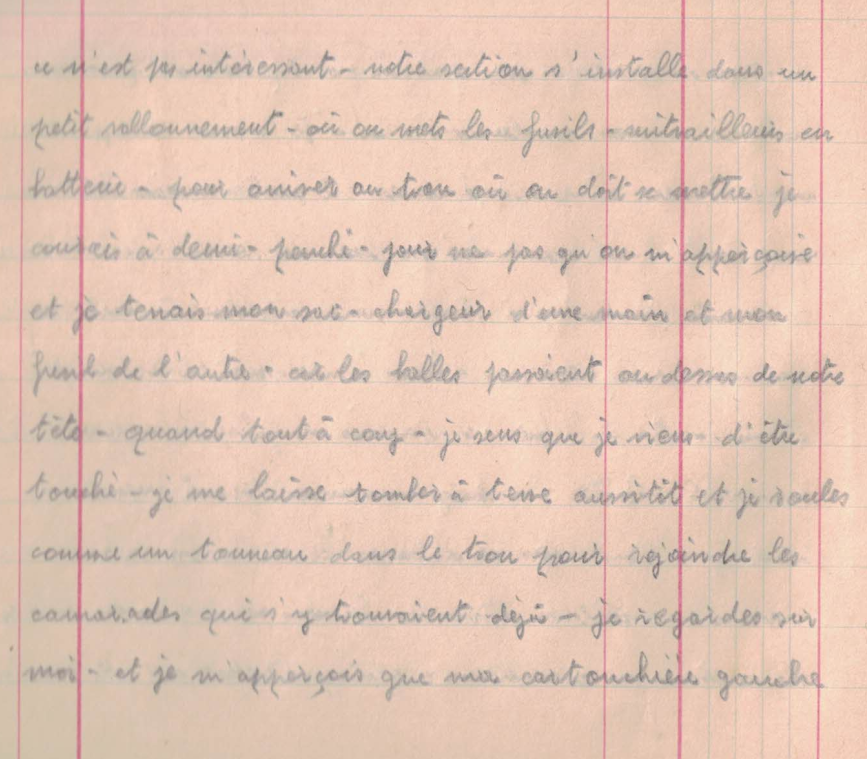 ce n'est pas intéressant - notre section s'installe dans un
petit vallonnement - où on mets les fusils - mitrailleurs en
batterie - pour arriver au trou où on doit se mettre je
courais à demi - penché - pour ne pas qu'on m'apperçoive
et je tenais mon sac - chargeur d'une main et mon
fusil de l'autre - car les balles passaient au dessus de notre
tête - quand tout à coup - je sens que je viens d'être
touché - je me laisse tomber à terre aussitôt et je roules
comme un tonneau dans le trou pour rejoindre les
camarades qui s'y trouvaient déjà - je regardes sur
moi - et je m'apperçois que ma cartouchière gauche